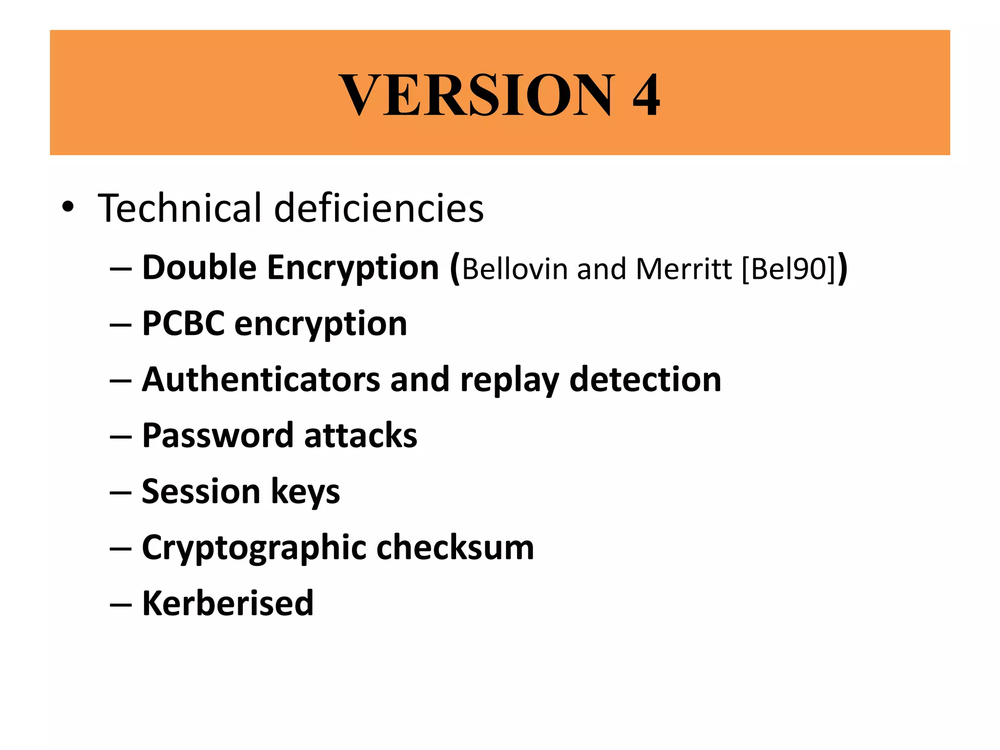 VERSION 4
• Technical deficiencies
– Double Encryption (Bellovin and Merritt [Bel90])
– PCBC encryption
– Authenticators and replay detection
– Password attacks
– Session keys
– Cryptographic checksum
– Kerberised